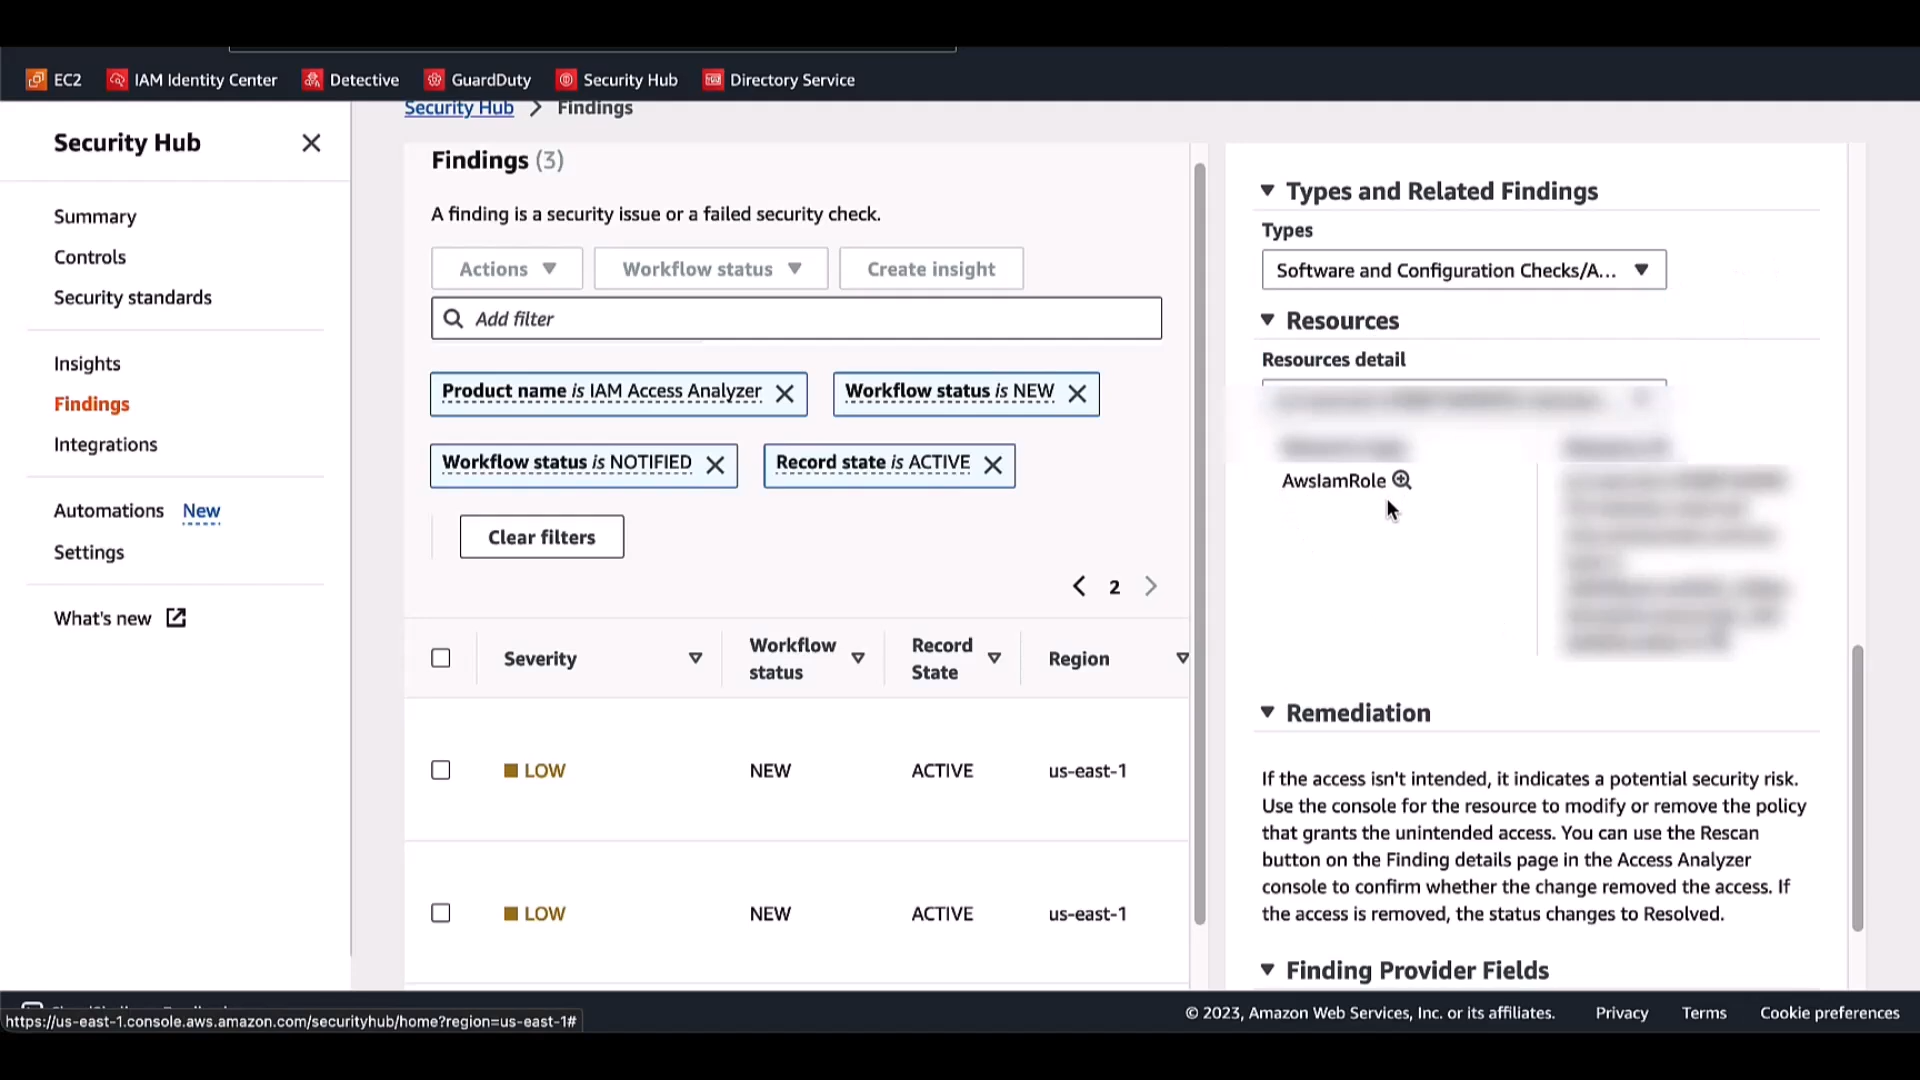 EC2 IAM Identity Center Detective GuardDuty Security Hub Directory Service
Security Hub > Findings
Security Hub
Summary
Controls
Security standards
Insights
Findings
Integrations
Automations New
Settings
What's new
Findings (3)
A finding is a security issue or a failed security check.
Actions Workflow status Create insight
Add filter
Product name is IAM Access Analyzer Workflow status is NEW
Workflow status is NOTIFIED Record state is ACTIVE
Clear filters
2
Severity Workflow status Record State Region
LOW NEW ACTIVE us-east-1
LOW NEW ACTIVE us-east-1
Types and Related Findings
Types
Software and Configuration Checks/A...
Resources
Resources detail
AwsIamRole
Remediation
If the access isn't intended, it indicates a potential security risk.
Use the console for the resource to modify or remove the policy
that grants the unintended access. You can use the Rescan
button on the Finding details page in the Access Analyzer
console to confirm whether the change removed the access. If
the access is removed, the status changes to Resolved.
Finding Provider Fields
https://us-east-1.console.aws.amazon.com/securityhub/home?region=us-east-1#
© 2023, Amazon Web Services, Inc. or its affiliates. Privacy Terms Cookie preferences